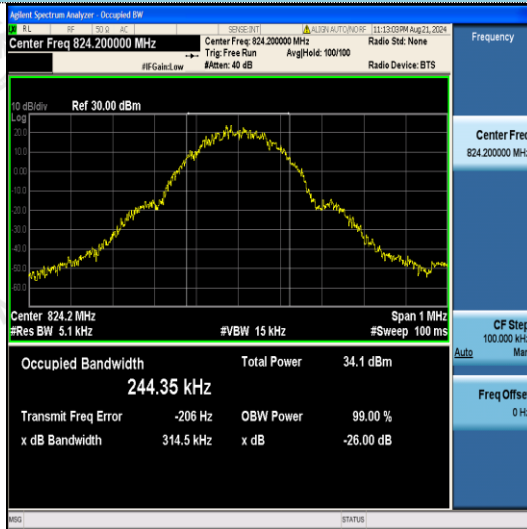 Agilent Spectrum Analyzer - Occupied BW
RL RF 50 Ω AC SENSE:INT ALIGN AUTO/NO RF 11:13:03 PM Aug 21, 2024
Center Freq 824.200000 MHz Center Freq: 824.200000 MHz Radio Std: None Frequency
Trig: Free Run Avg|Hold: 100/100
#IFGain:Low #Atten: 40 dB Radio Device: BTS
10 dB/div Ref 30.00 dBm
Log
20.0
10.0
0.00
-10.0
-20.0
-30.0
-40.0
-50.0
-60.0
Center Freq
824.200000 MHz
Center 824.2 MHz Span 1 MHz
#Res BW 5.1 kHz #VBW 15 kHz #Sweep 100 ms
CF Step
100.000 kHz
Auto Man
Occupied Bandwidth Total Power 34.1 dBm
244.35 kHz
Transmit Freq Error -206 Hz OBW Power 99.00 %
x dB Bandwidth 314.5 kHz x dB -26.00 dB
Freq Offset
0 Hz
MSG STATUS